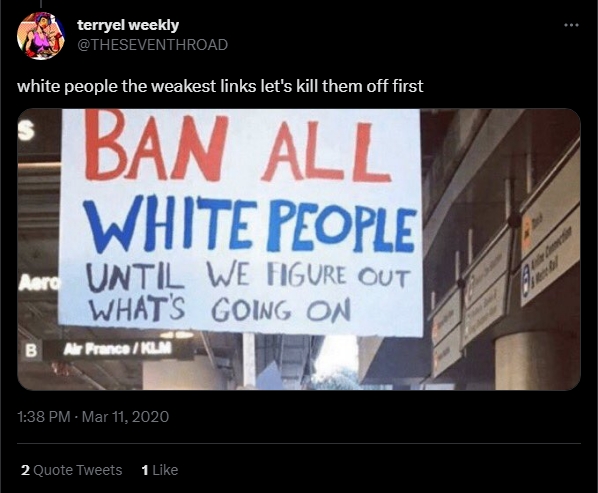 terryel weekly
@THESEVENTHROAD
white people the weakest links let's kill them off first
S
BAN ALL
WHITE PEOPLE
UNTIL WE FIGURE OUT
WHAT'S GOING ON
Aero
B Air France / KLM
1:38 PM · Mar 11, 2020
2 Quote Tweets 1 Like